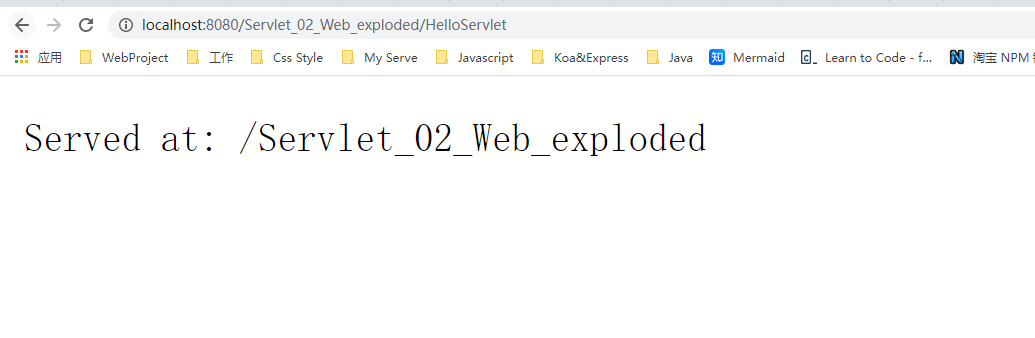 localhost:8080/Servlet_02_Web_exploded/HelloServlet
应用 WebProject 工作 Css Style My Serve Javascript Koa&Express Java 知 Mermaid Learn to Code - f... N 淘宝 NPM
Served at: /Servlet_02_Web_exploded